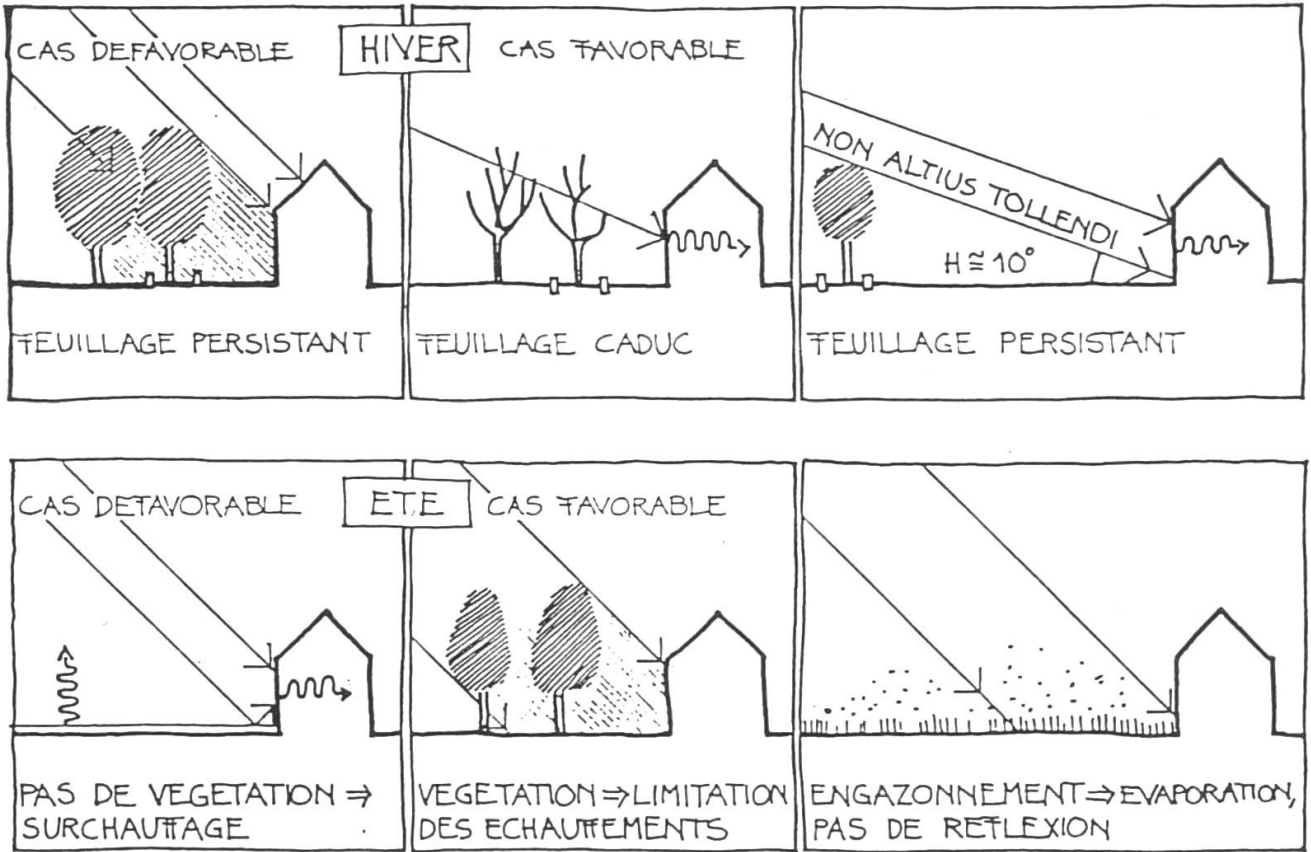 CAS DEFAVORABLE
HIVER
CAS FAVORABLE
NON ALTIUS TOLLENDI
H ≅ 10°
FEUILLAGE PERSISTANT
FEUILLAGE CADUC
FEUILLAGE PERSISTANT
CAS DEFAVORABLE
ETE
CAS FAVORABLE
PAS DE VEGETATION ⇒
SURCHAUFFAGE
VEGETATION ⇒ LIMITATION
DES ECHAUFFEMENTS
ENGAZONNEMENT ⇒ EVAPORATION,
PAS DE REFLEXION